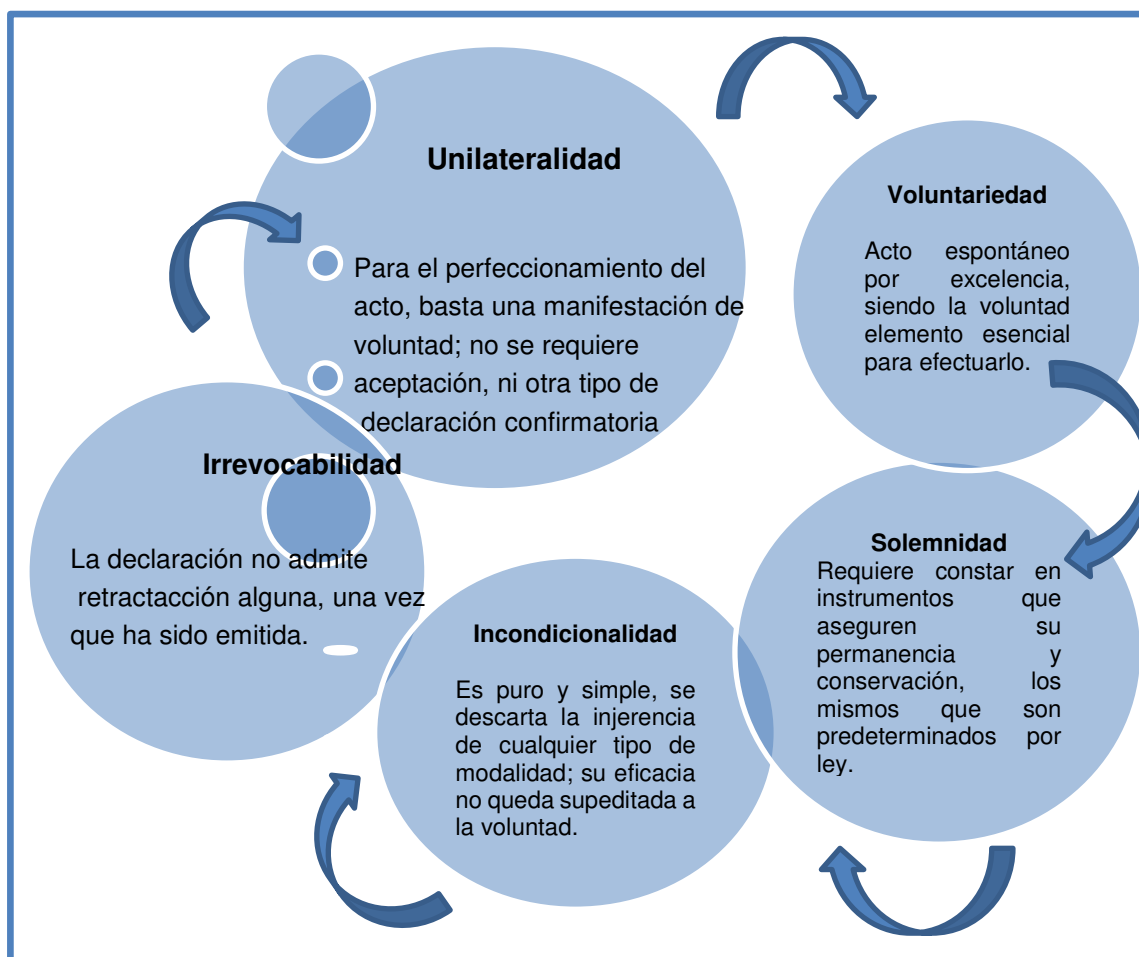 Unilateralidad
Para el perfeccionamiento del
acto, basta una manifestación de
voluntad; no se requiere
aceptación, ni otra tipo de
declaración confirmatoria
Voluntariedad
Acto espontáneo
por excelencia,
siendo la voluntad
elemento esencial
para efectuarlo.
Solemnidad
Requiere constar en
instrumentos que
aseguren su
permanencia y
conservación, los
mismos que son
predeterminados por
ley.
Incondicionalidad
Es puro y simple, se
descarta la injerencia
de cualquier tipo de
modalidad; su eficacia
no queda supeditada a
la voluntad.
Irrevocabilidad
La declaración no admite
retractacción alguna, una vez
que ha sido emitida.